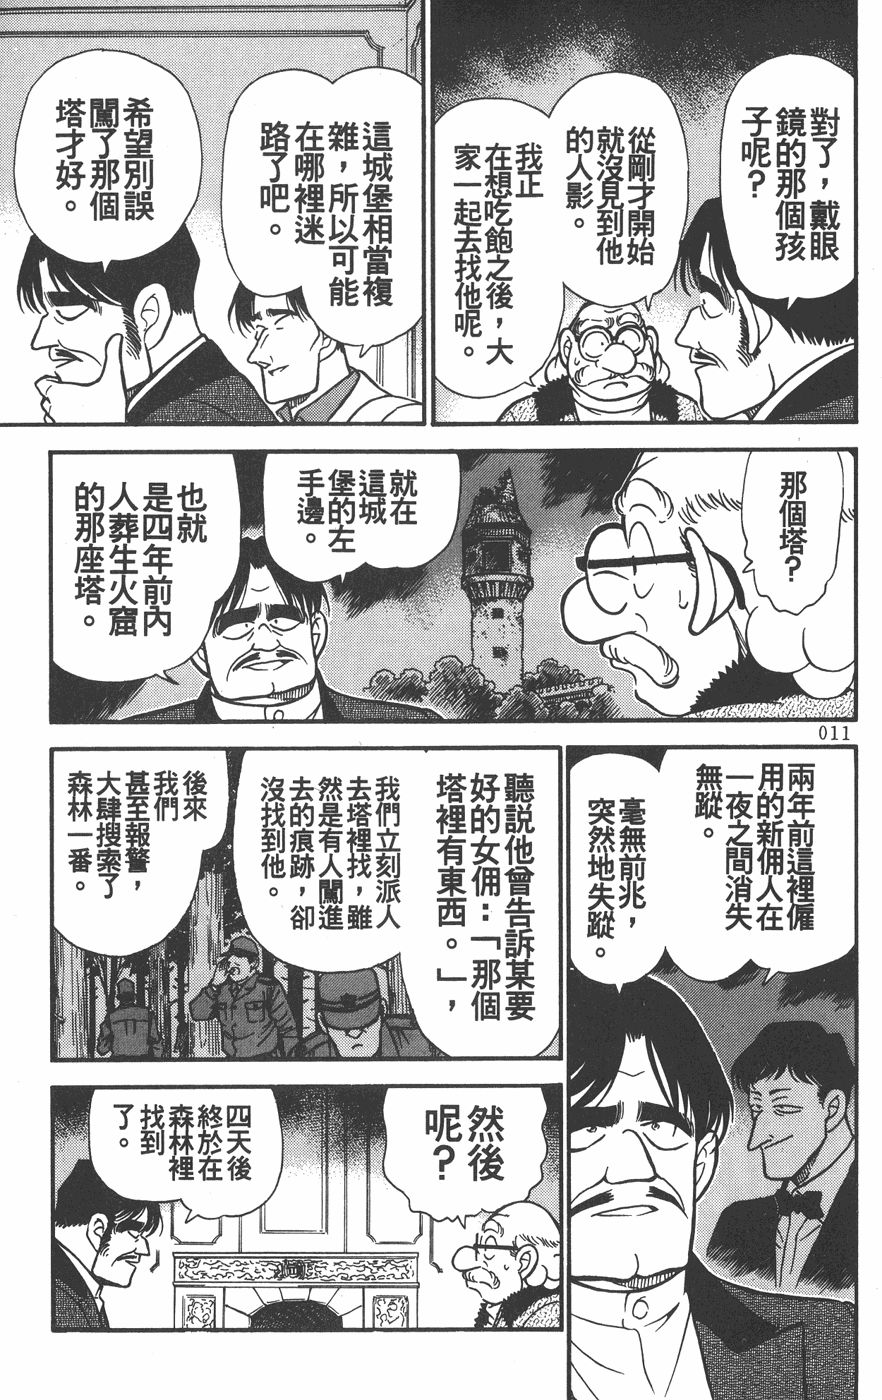 對了，戴眼
鏡的那個孩
子呢？
從剛才開始
就沒見到他
的人影。
我正
在想吃飽之後，大
家一起去找他呢。
這城堡相當複
雜，所以可能
在哪裡迷
路了吧。
希望別誤
闖了那個
塔才好。
那個塔？
就在
這城
堡的左
手邊。
也就
是四年前內
人葬生火窟
的那座塔。
011
兩年前這裡僱
用的新佣人在
一夜之間消失
無蹤。
毫無前兆，
突然地失蹤。
聽說他曾告訴某要
好的女佣：「那個
塔裡有東西。」，
我們立刻派人
去塔裡找，雖
然是有人闖進
去的痕跡，卻
沒找到他。
後來
我們
甚至報警，
大肆搜索了
森林一番。
然後
呢？
四天後
終於在
森林裡
找到
了。